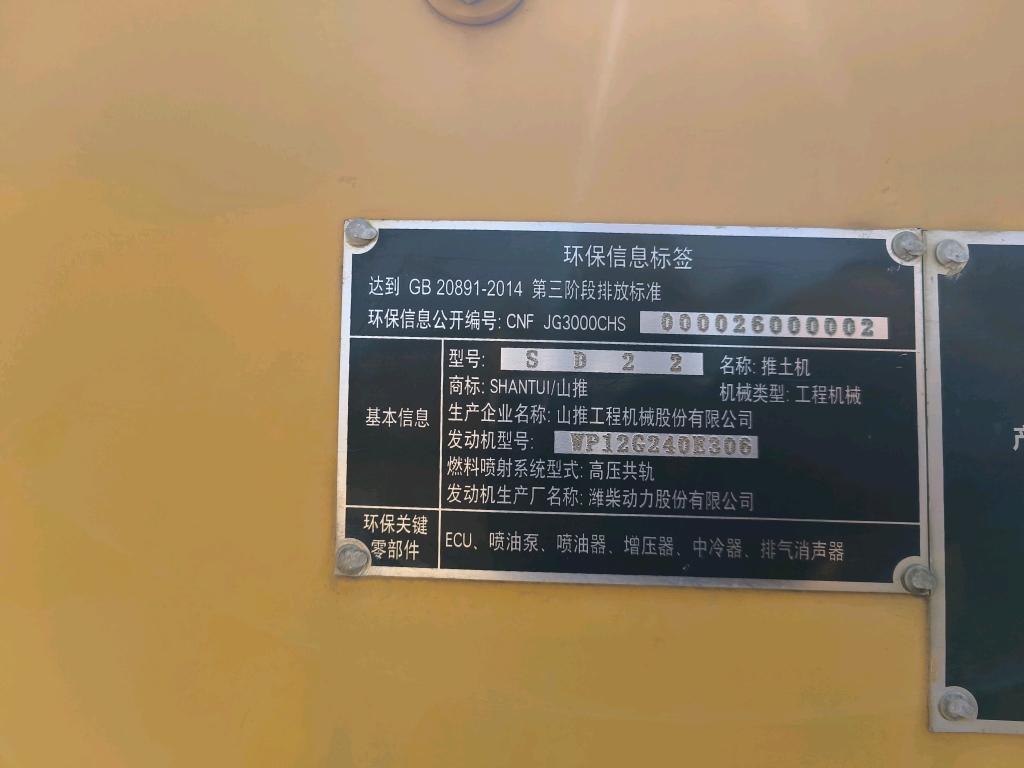 环保信息标签
达到 GB 20891-2014 第三阶段排放标准
环保信息公开编号: CNF JG3000CHS 000026000002
基本信息
型号: SD22 名称: 推土机
商标: SHANTUI/山推 机械类型: 工程机械
生产企业名称: 山推工程机械股份有限公司
发动机型号: WP12G240E306
燃料喷射系统型式: 高压共轨
发动机生产厂名称: 潍柴动力股份有限公司
环保关键
零部件
ECU、喷油泵、喷油器、增压器、中冷器、排气消声器
产